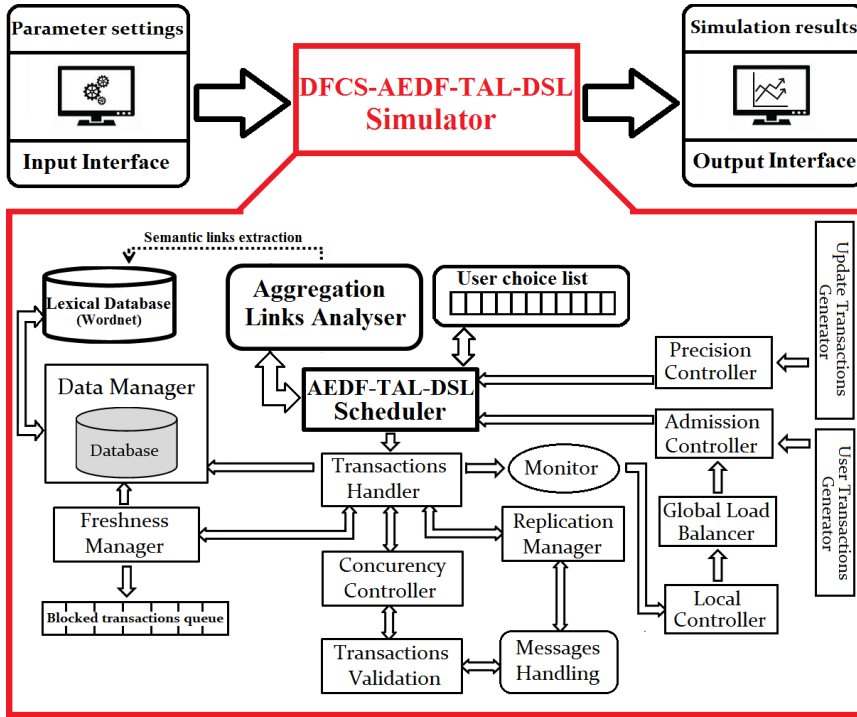 Parameter settings
Input Interface
DFCS-AEDF-TAL-DSL
Simulator
Simulation results
Output Interface
Semantic links extraction
Lexical Database
(Wordnet)
Aggregation
Links Analyser
User choice list
Update Transactions
Generator
Precision
Controller
Data Manager
Database
AEDF-TAL-DSL
Scheduler
Admission
Controller
User Transactions
Generator
Transactions
Handler
Monitor
Freshness
Manager
Replication
Manager
Global Load
Balancer
Concurency
Controller
Local
Controller
Blocked transactions queue
Transactions
Validation
Messages
Handling